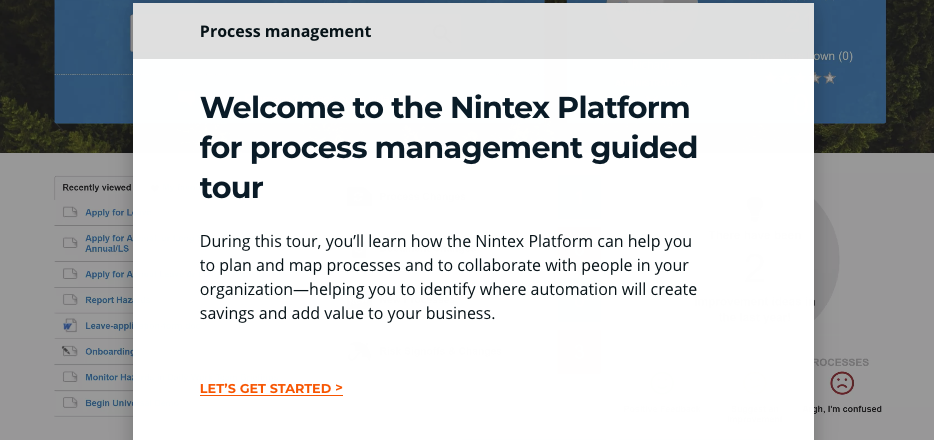 Process management
own (0)
Welcome to the Nintex Platform
for process management guided
tour
Recently viewed
Apply for
Apply for A
Annual/LS
Apply for A
Report Haz
Leave-appli
Onboarding
Monitor Ha
Begin Unive
During this tour, you’ll learn how the Nintex Platform can help you
to plan and map processes and to collaborate with people in your
organization—helping you to identify where automation will create
savings and add value to your business.
LET’S GET STARTED >
ROCESSES
gh, I'm confused